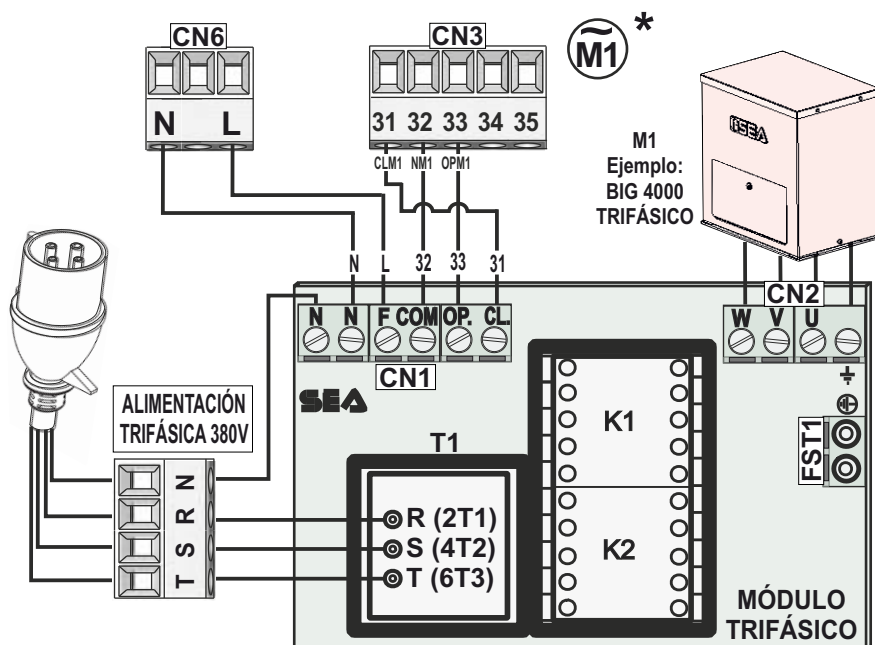 CN6
N L
CN3
31 32 33 34 35
CLM1 NM1 OPM1
M1 *
SEA
M1
Ejemplo:
BIG 4000
TRIFÁSICO
N L 32 33 31
N N F COM OP. CL.
CN1
CN2
W V U
SEA
ALIMENTACIÓN
TRIFÁSICA 380V
N
R
S
T
T1
R (2T1)
S (4T2)
T (6T3)
K1
K2
FST1
MÓDULO
TRIFÁSICO